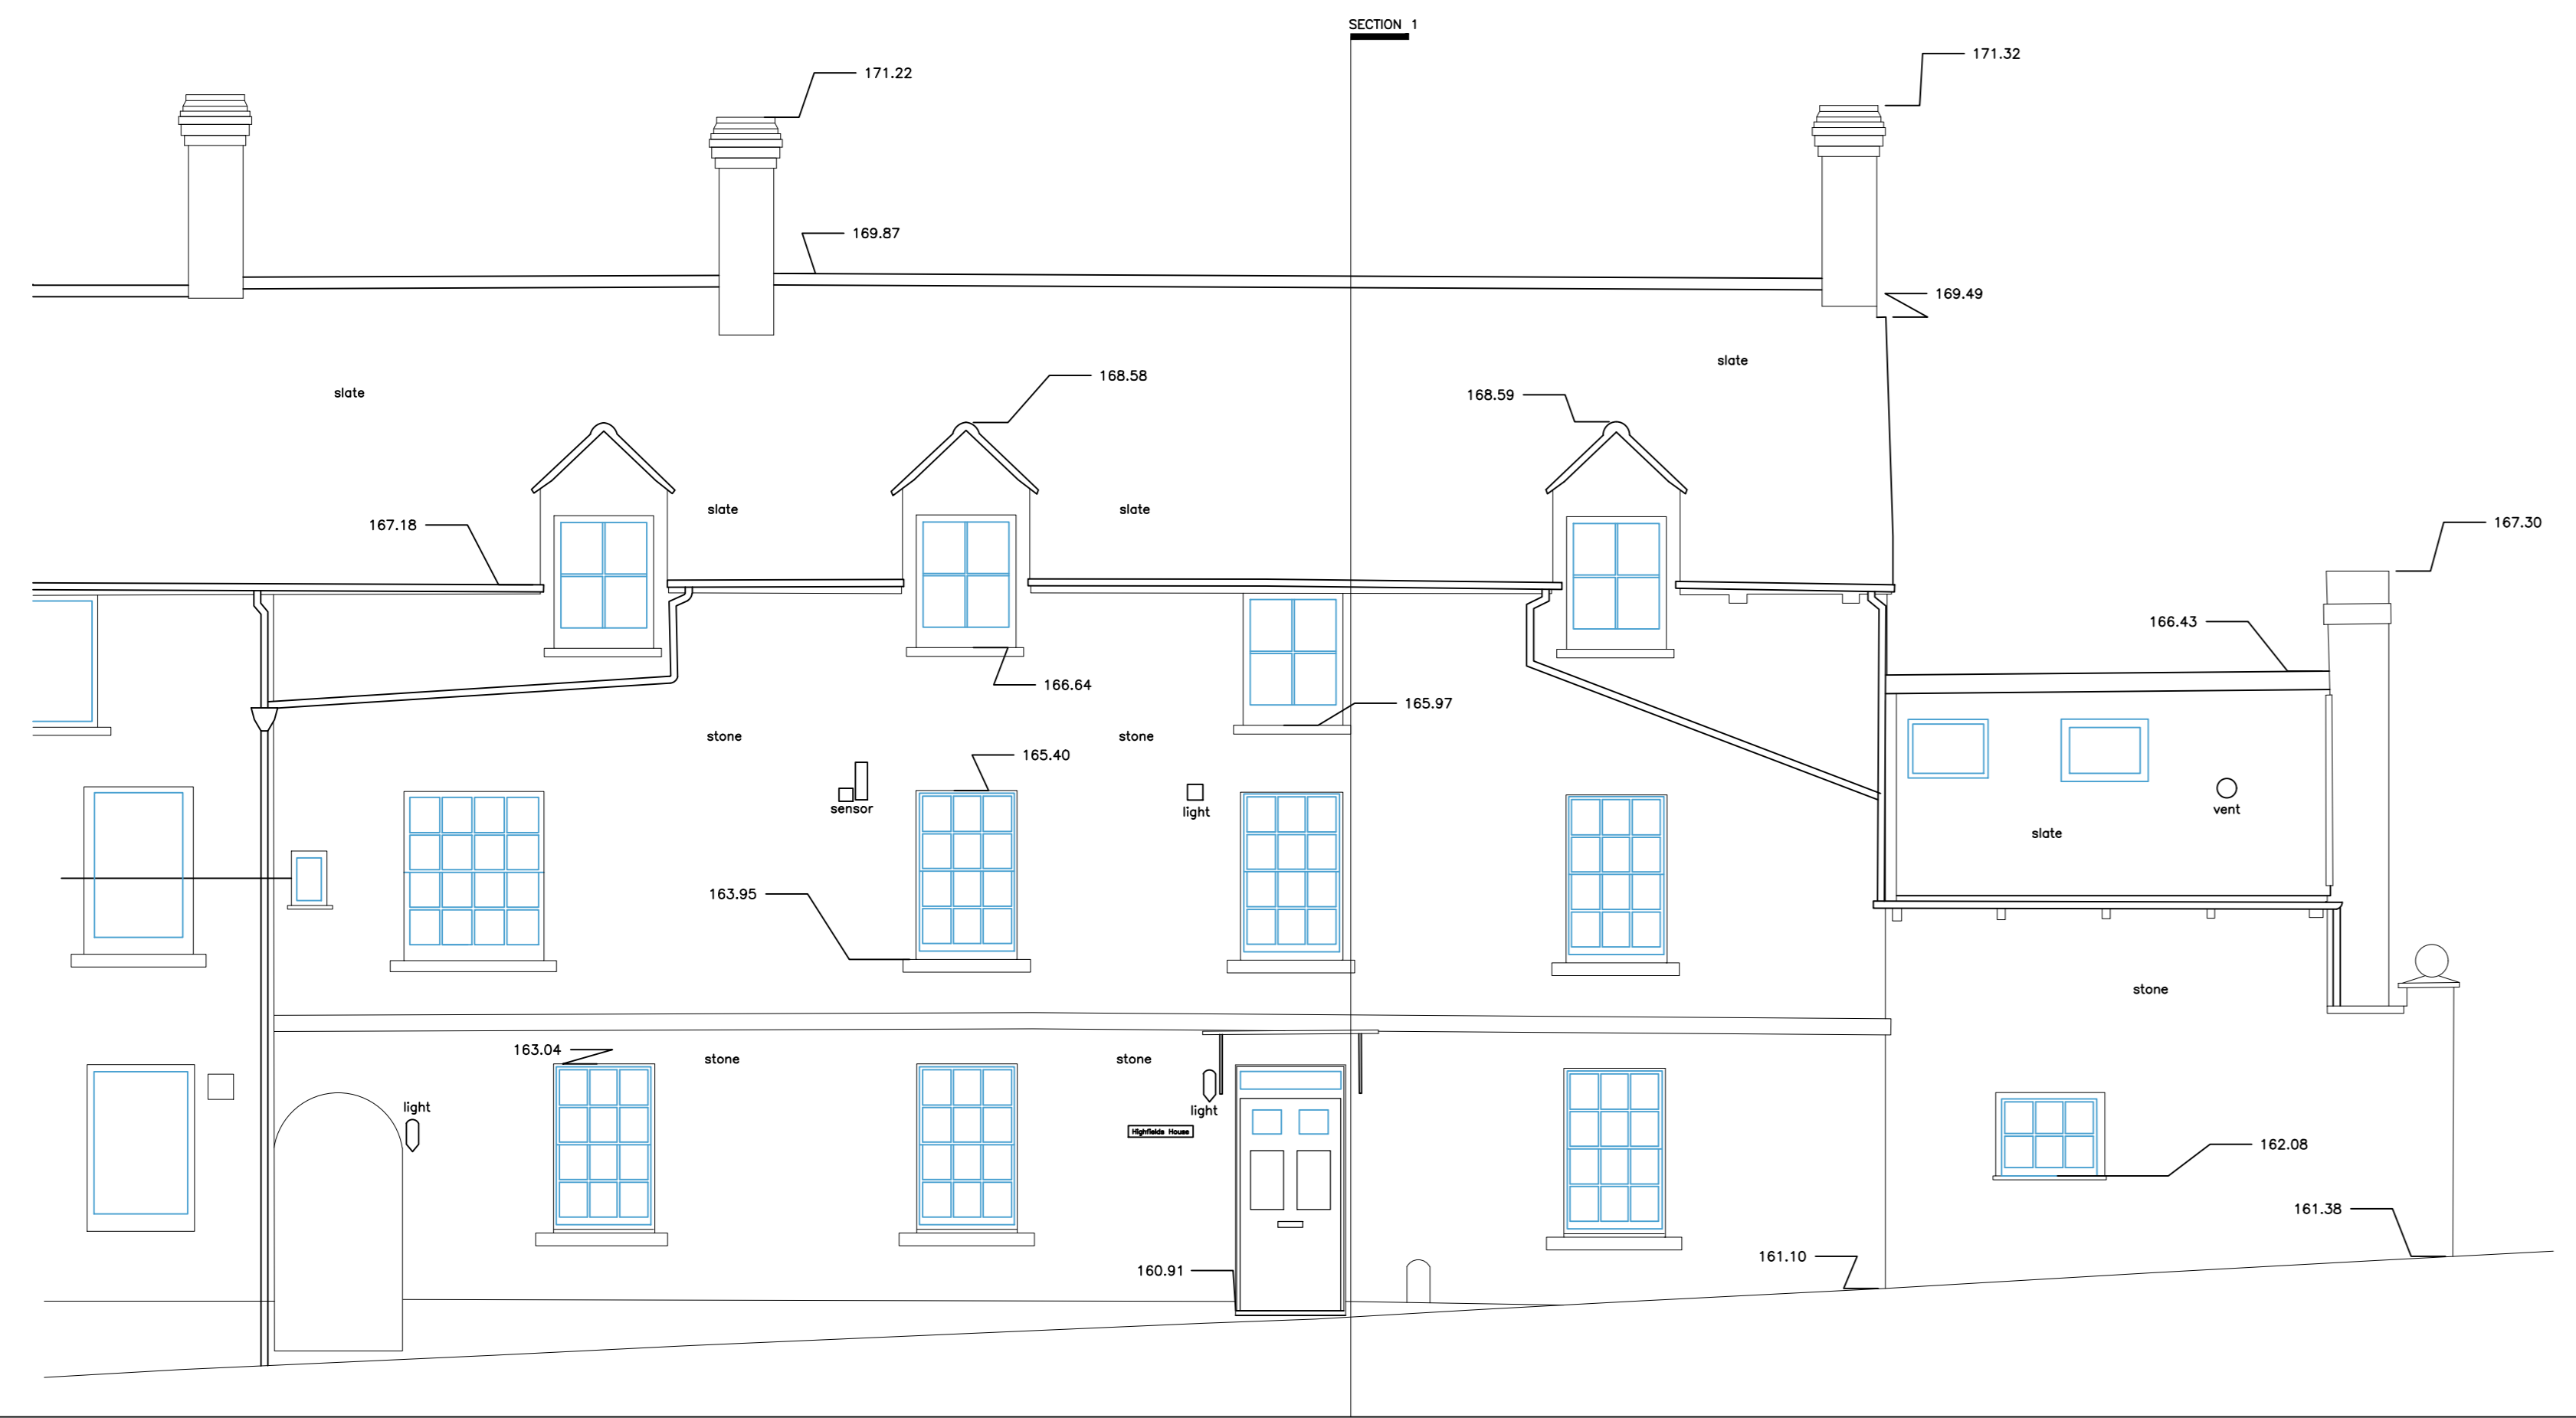 SECTION 1
171.32
171.22
169.87
169.49
slate
168.58
168.59
slate
slate
slate
167.18
167.30
166.43
166.64
165.97
stone
stone
165.40
sensor
light
vent
slate
163.95
stone
163.04
stone
stone
light
light
Highfields House
162.08
161.38
161.10
160.91